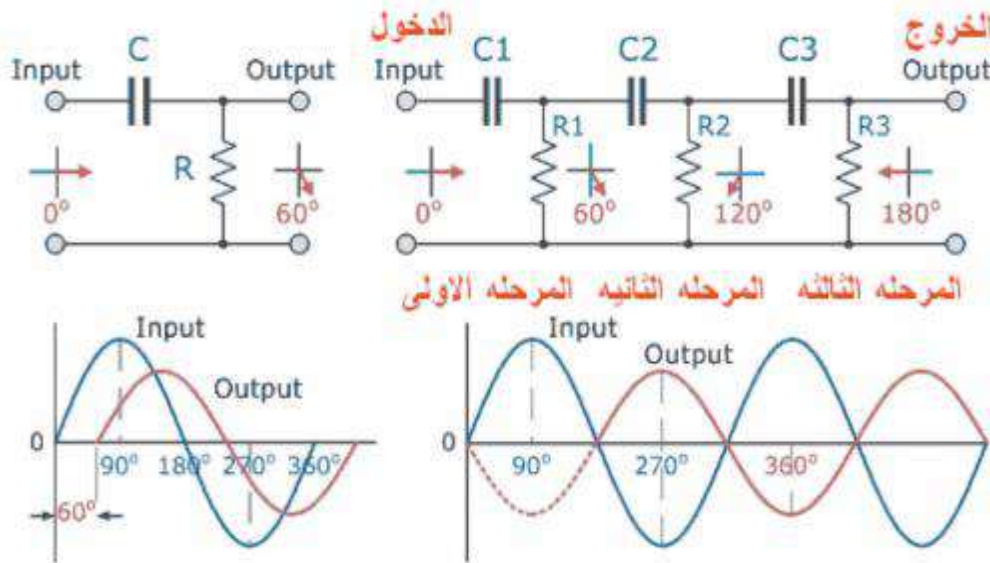 الدخول
الخروج
C
C1
C2
C3
Input
Output
Input
Output
R
R1
R2
R3
0°
60°
0°
60°
120°
180°
المرحله الاولى
المرحله الثانيه
المرحله الثالثه
Input
Output
0
90°
180°
270°
360°
60°
Input
Output
0
90°
270°
360°